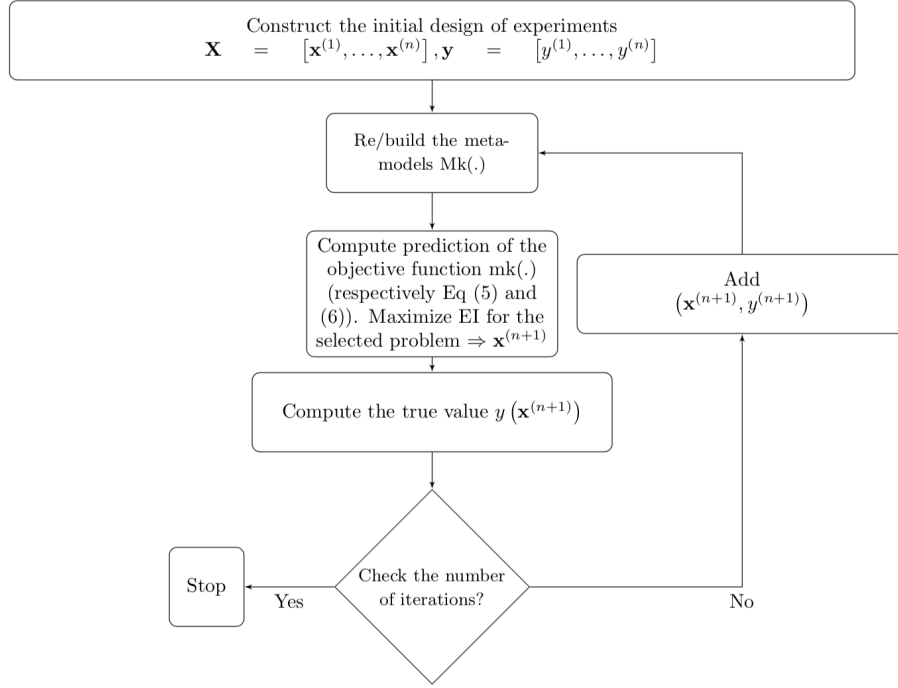 Construct the initial design of experiments
X = [x⁽¹⁾, . . . , x⁽ⁿ⁾] , y = [y⁽¹⁾, . . . , y⁽ⁿ⁾]
Re/build the meta-
models Mk(.)
Compute prediction of the
objective function mk(.)
(respectively Eq (5) and
(6)). Maximize EI for the
selected problem ⇒ x⁽ⁿ⁺¹⁾
Add
(x⁽ⁿ⁺¹⁾, y⁽ⁿ⁺¹⁾)
Compute the true value y (x⁽ⁿ⁺¹⁾)
Check the number
of iterations?
Stop
Yes
No